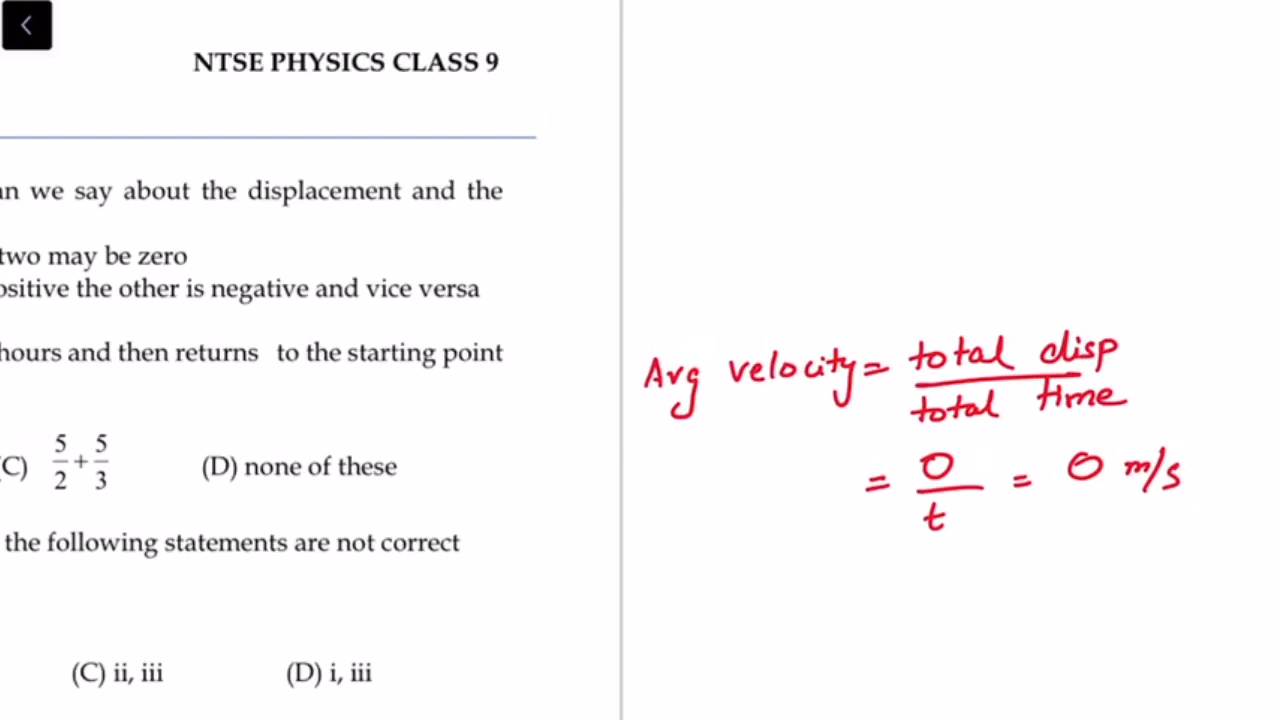 NTSE PHYSICS CLASS 9
an we say about the displacement and the
two may be zero
ositive the other is negative and vice versa
hours and then returns to the starting point
(C) 5/2 + 5/3 (D) none of these
the following statements are not correct
(C) ii, iii (D) i, iii
Avg velocity = total disp / total time
= 0 / t = 0 m/s